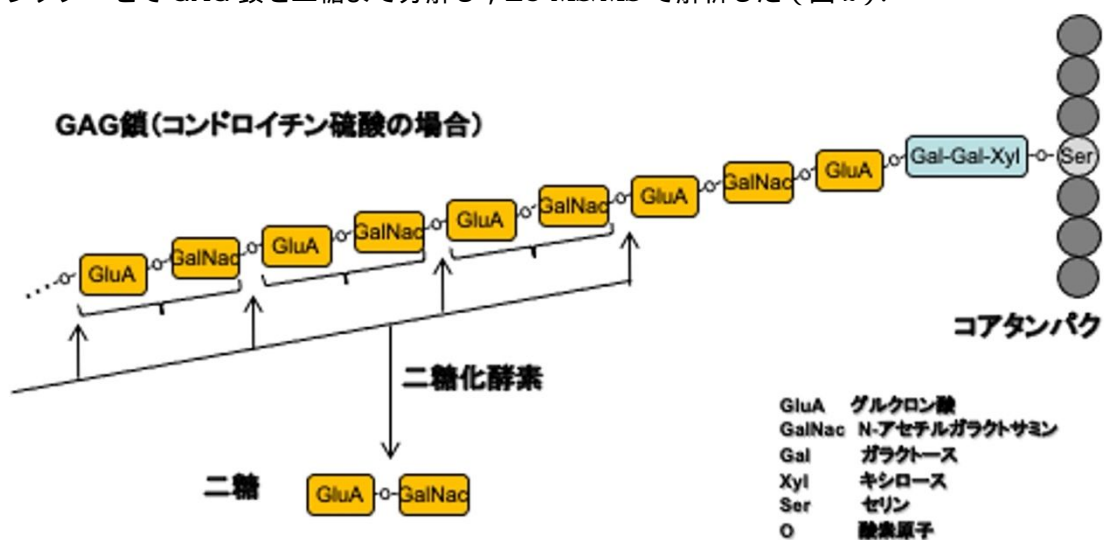 GAG鎖(コンドロイチン硫酸の場合)
GluA o GalNac o GluA o GalNac o GluA o GalNac o GluA o GalNac o GluA o Gal-Gal-Xyl o Ser
コアタンパク
二糖化酵素
二糖 GluA o GalNac
GluA グルクロン酸
GalNac N-アセチルガラクトサミン
Gal ガラクトース
Xyl キシロース
Ser セリン
O 酸素原子